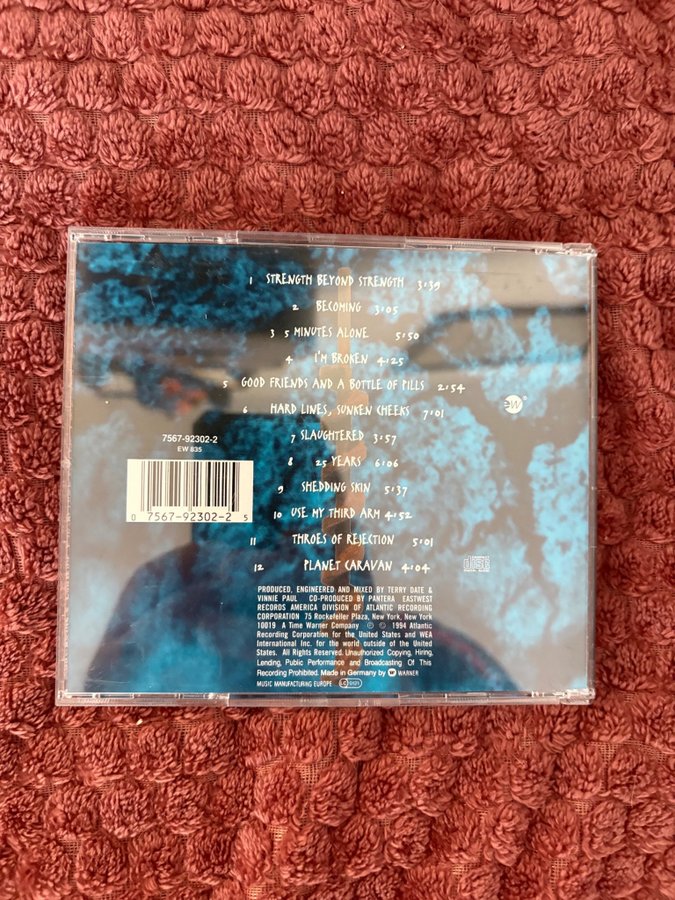 1 STRENGTH BEYOND STRENGTH 3:39
2 BECOMING 3:05
3 5 MINUTES ALONE 5:50
4 I'M BROKEN 4:25
5 GOOD FRIENDS AND A BOTTLE OF PILLS 2:54
6 HARD LINES, SUNKEN CHEEKS 7:01
EW®
7 SLAUGHTERED 3:57
7567-92302-2
EW 835
8 25 YEARS 6:06
9 SHEDDING SKIN 5:37
10 USE MY THIRD ARM 4:52
0 7567-92302-2 5
11 THROES OF REJECTION 5:01
12 PLANET CARAVAN 4:04
COMPACT
disc
DIGITAL AUDIO
PRODUCED, ENGINEERED AND MIXED BY TERRY DATE &
VINNIE PAUL CO-PRODUCED BY PANTERA EASTWEST
RECORDS AMERICA DIVISION OF ATLANTIC RECORDING
CORPORATION 75 Rockefeller Plaza, New York, New York
10019 A Time Warner Company ℗ © 1994 Atlantic
Recording Corporation for the United States and WEA
International Inc. for the world outside of the United
States. All Rights Reserved. Unauthorized Copying, Hiring,
Lending, Public Performance and Broadcasting Of This
Recording Prohibited. Made in Germany by WARNER
MUSIC MANUFACTURING EUROPE